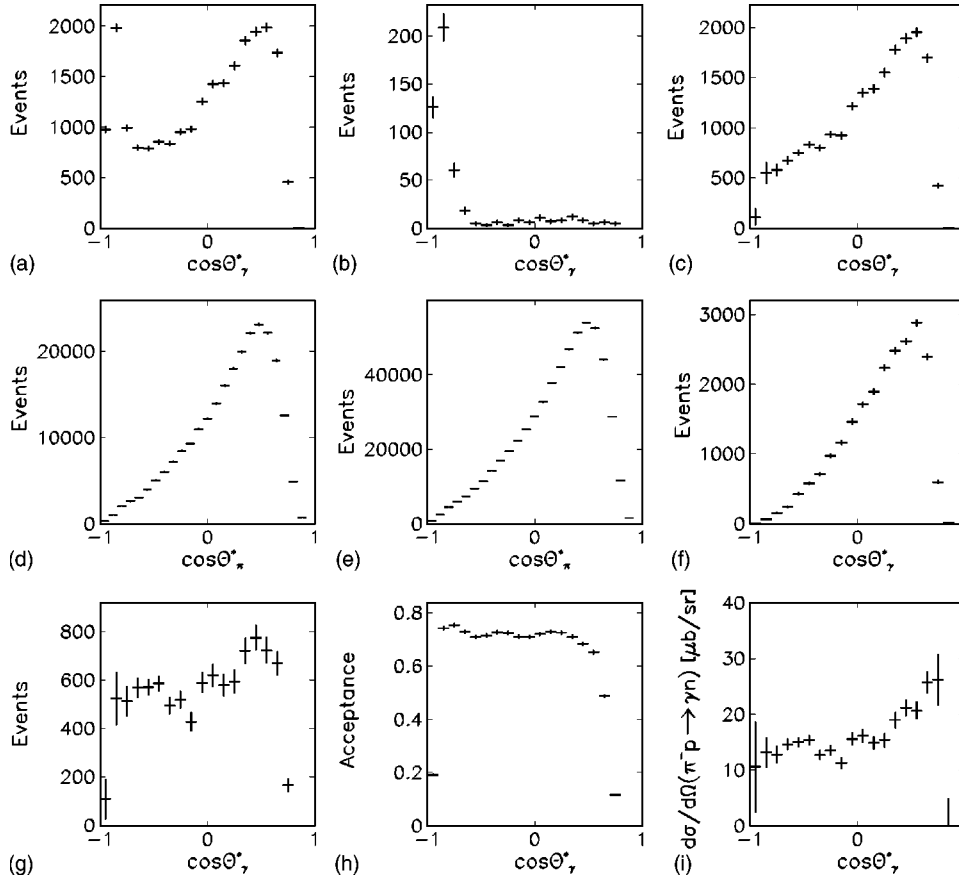 2000
1500
1000
500
0
Events
−1
0
1
(a)
cosΘ*γ
200
150
100
50
0
Events
−1
0
1
(b)
cosΘ*γ
2000
1500
1000
500
0
Events
−1
0
1
(c)
cosΘ*γ
20000
10000
0
Events
−1
0
1
(d)
cosΘ*π
40000
20000
0
Events
−1
0
1
(e)
cosΘ*π
3000
2000
1000
0
Events
−1
0
1
(f)
cosΘ*γ
800
600
400
200
0
Events
−1
0
1
(g)
cosΘ*γ
0.8
0.6
0.4
0.2
0
Acceptance
−1
0
1
(h)
cosΘ*γ
40
30
20
10
0
dσ/dΩ(π⁻p → γn) [μb/sr]
−1
0
1
(i)
cosΘ*γ